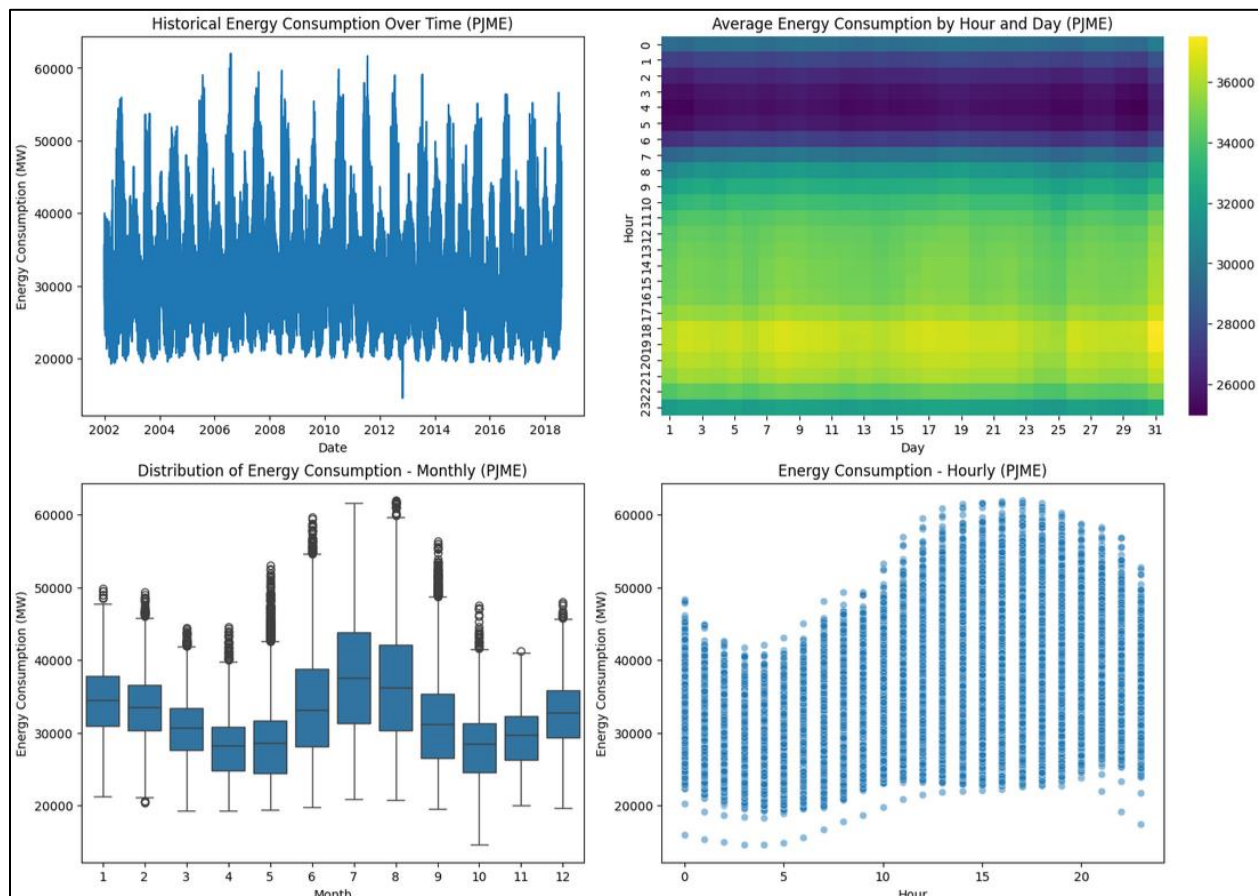 Historical Energy Consumption Over Time (PJME)
Energy Consumption (MW)
60000
50000
40000
30000
20000
2002 2004 2006 2008 2010 2012 2014 2016 2018
Date
Average Energy Consumption by Hour and Day (PJME)
Hour
0
1
2
3
4
5
6
7
8
9
10
11
12
13
14
15
16
17
18
19
20
21
22
23
1 3 5 7 9 11 13 15 17 19 21 23 25 27 29 31
Day
36000
34000
32000
30000
28000
26000
Distribution of Energy Consumption - Monthly (PJME)
Energy Consumption (MW)
60000
50000
40000
30000
20000
1 2 3 4 5 6 7 8 9 10 11 12
Month
Energy Consumption - Hourly (PJME)
Energy Consumption (MW)
60000
50000
40000
30000
20000
0 5 10 15 20
Hour